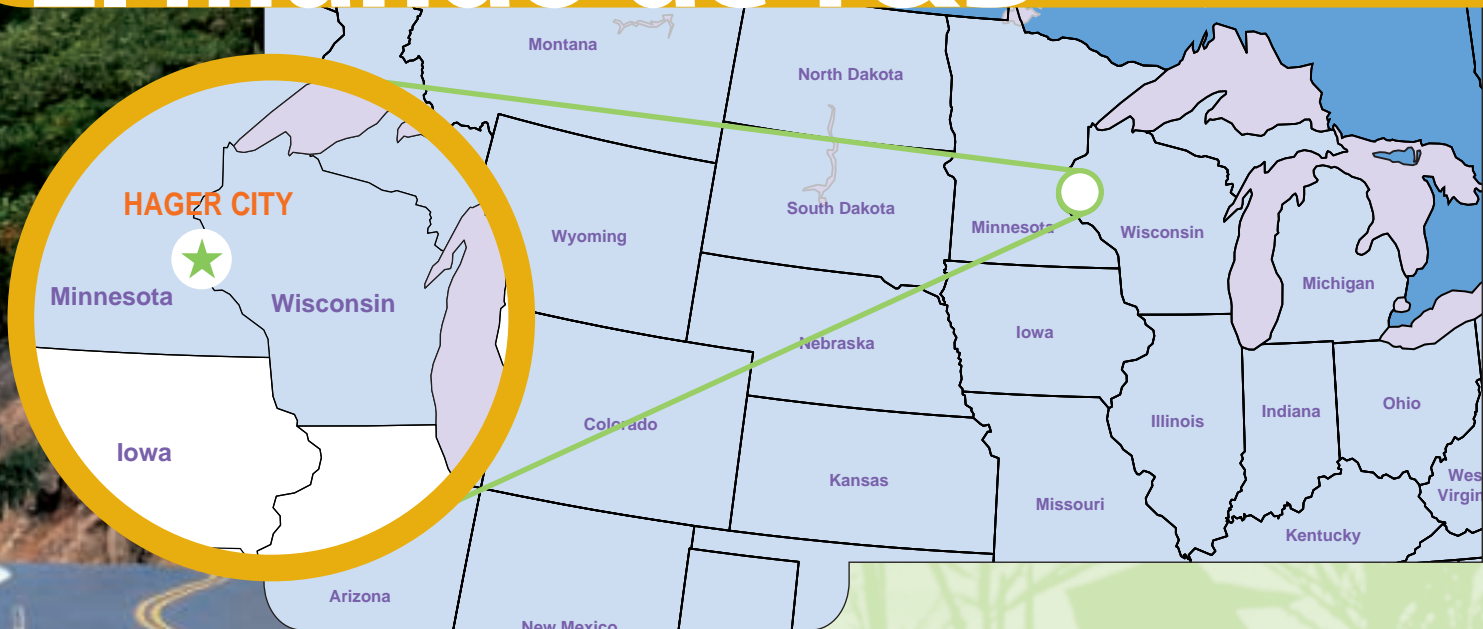 Montana
North Dakota
HAGER CITY
South Dakota
Wyoming
Minnesota
Wisconsin
Minnesota
Wisconsin
Michigan
Iowa
Nebraska
Colorado
Indiana
Ohio
Illinois
Iowa
Kansas
Missouri
Kentucky
Arizona
New Mexico